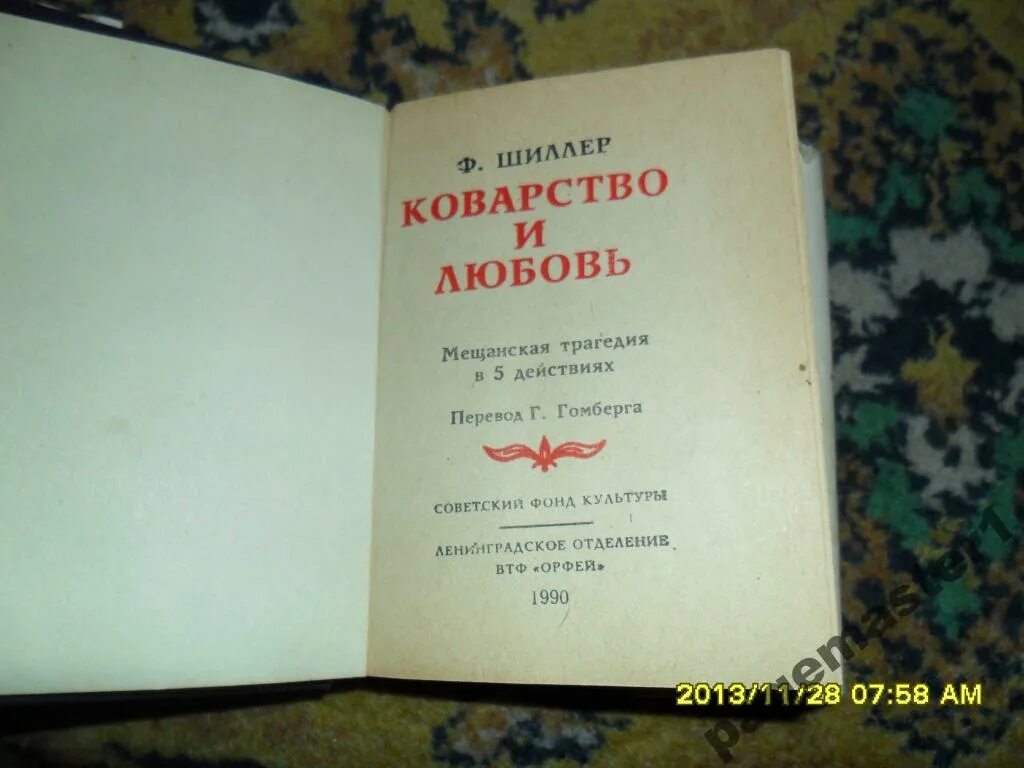 Ф. ШИЛЛЕР
КОВАРСТВО
И
ЛЮБОВЬ
Мещанская трагедия
в 5 действиях
Перевод Г. Гомберга
СОВЕТСКИЙ ФОНД КУЛЬТУРЫ
ЛЕНИНГРАДСКОЕ ОТДЕЛЕНИЕ
ВТФ «ОРФЕЙ»
1990
2013/11/28 07:58 AM